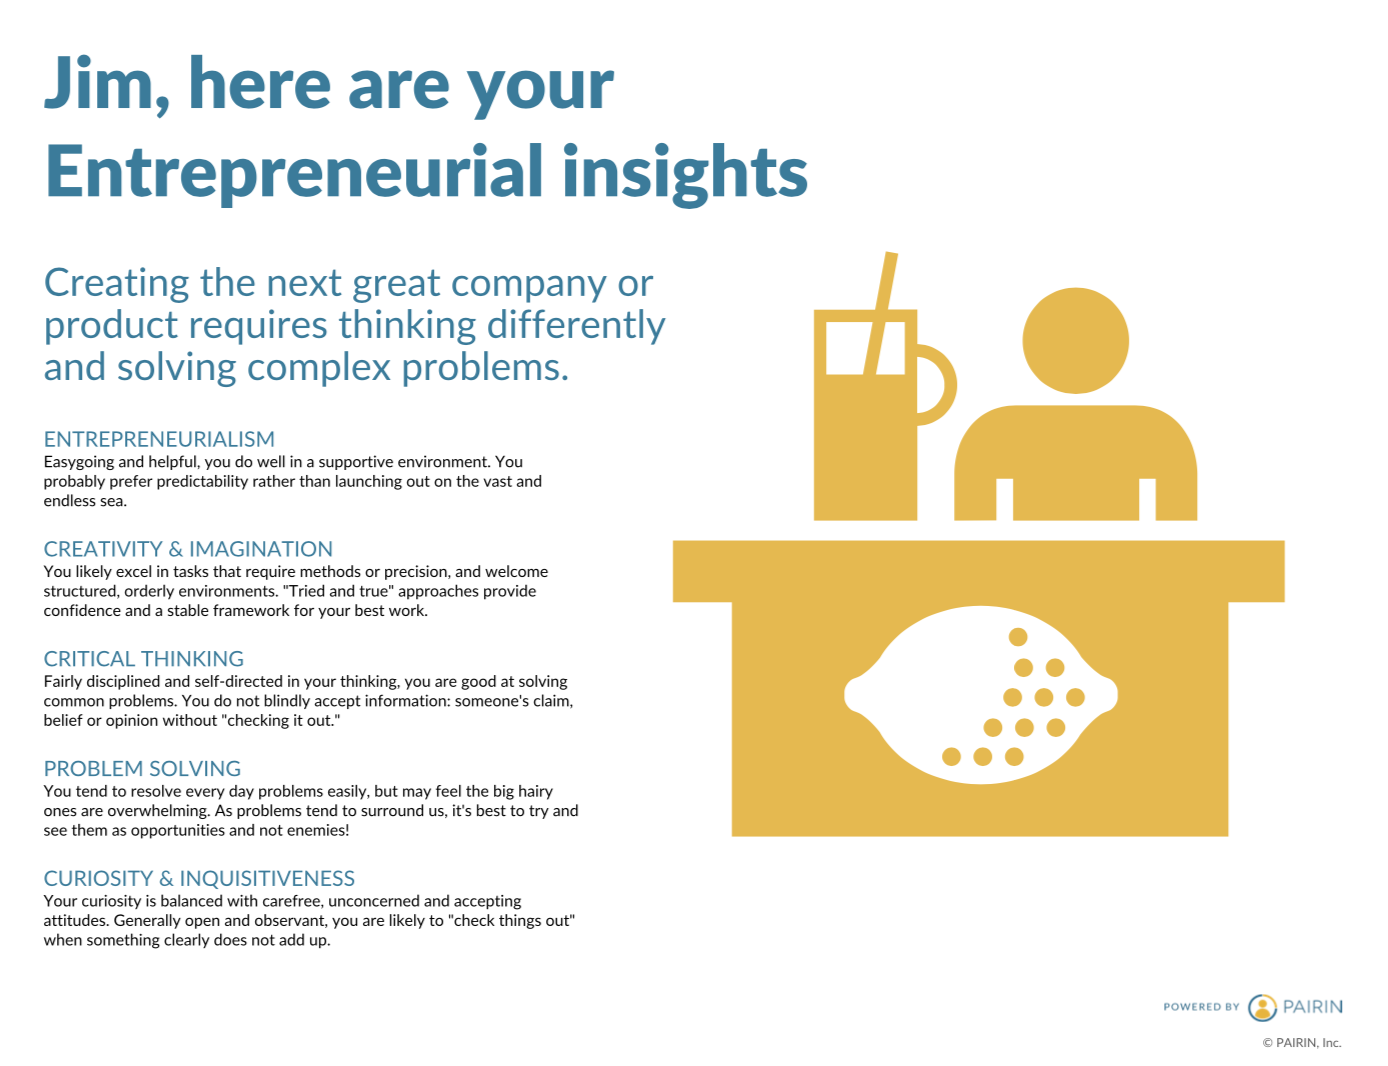 Jim, here are your
Entrepreneurial insights
Creating the next great company or
product requires thinking differently
and solving complex problems.
ENTREPRENEURIALISM
Easygoing and helpful, you do well in a supportive environment. You
probably prefer predictability rather than launching out on the vast and
endless sea.
CREATIVITY & IMAGINATION
You likely excel in tasks that require methods or precision, and welcome
structured, orderly environments. "Tried and true" approaches provide
confidence and a stable framework for your best work.
CRITICAL THINKING
Fairly disciplined and self-directed in your thinking, you are good at solving
common problems. You do not blindly accept information: someone's claim,
belief or opinion without "checking it out."
PROBLEM SOLVING
You tend to resolve every day problems easily, but may feel the big hairy
ones are overwhelming. As problems tend to surround us, it's best to try and
see them as opportunities and not enemies!
CURIOSITY & INQUISITIVENESS
Your curiosity is balanced with carefree, unconcerned and accepting
attitudes. Generally open and observant, you are likely to "check things out"
when something clearly does not add up.
POWERED BY PAIRIN
© PAIRIN, Inc.